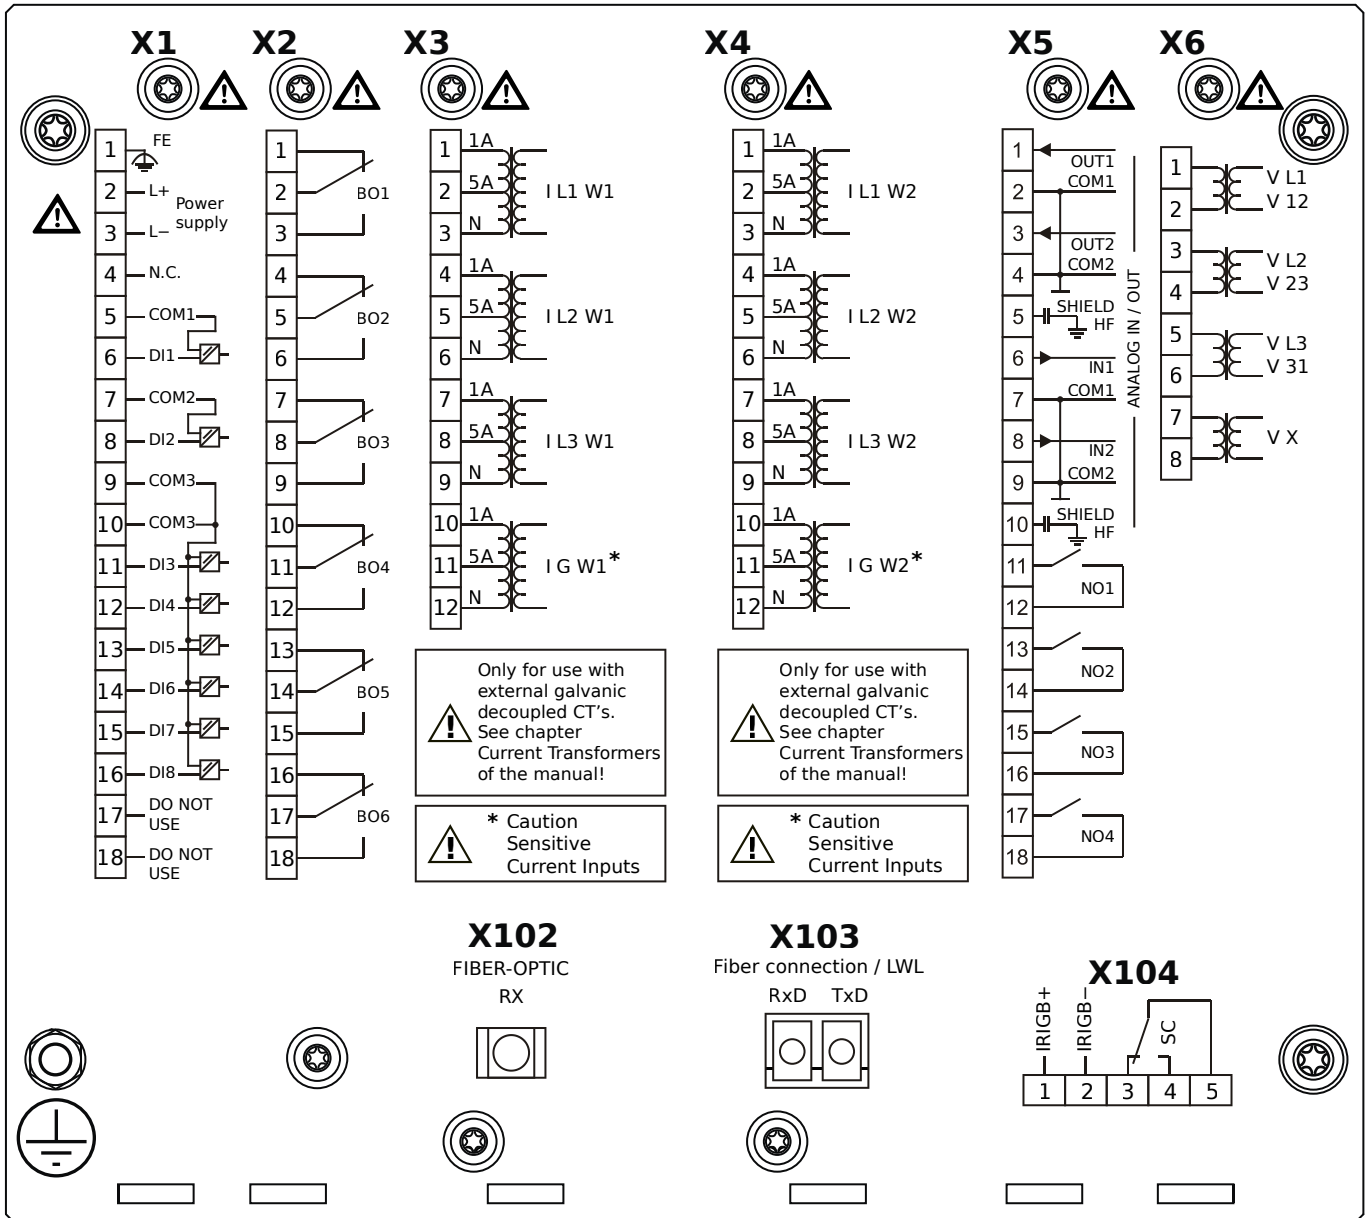 X1
X2
X3
X4
X5
X6
1 FE
2 L+
Power
supply
3 L−
4 N.C.
5 COM1
6 DI1
7 COM2
8 DI2
9 COM3
10 COM3
11 DI3
12 DI4
13 DI5
14 DI6
15 DI7
16 DI8
17 DO NOT
USE
18 DO NOT
USE
1
2 BO1
3
4
5 BO2
6
7
8 BO3
9
10
11 BO4
12
13
14 BO5
15
16
17 BO6
18
1 1A
2 5A I L1 W1
3 N
4 1A
5 5A I L2 W1
6 N
7 1A
8 5A I L3 W1
9 N
10 1A
11 5A I G W1*
12 N
Only for use with
external galvanic
decoupled CT’s.
See chapter
Current Transformers
of the manual!
* Caution
Sensitive
Current Inputs
1 1A
2 5A I L1 W2
3 N
4 1A
5 5A I L2 W2
6 N
7 1A
8 5A I L3 W2
9 N
10 1A
11 5A I G W2*
12 N
Only for use with
external galvanic
decoupled CT’s.
See chapter
Current Transformers
of the manual!
* Caution
Sensitive
Current Inputs
1
OUT1
2 COM1
3
OUT2
4 COM2
5 SHIELD
HF
6
IN1
7 COM1
8
IN2
9 COM2
10 SHIELD
HF
ANALOG IN / OUT
11
NO1
12
13
NO2
14
15
NO3
16
17
NO4
18
1 V L1
2 V 12
3 V L2
4 V 23
5 V L3
6 V 31
7 V X
8
X102
FIBER-OPTIC
RX
X103
Fiber connection / LWL
RxD TxD
X104
IRIGB+
IRIGB−
SC
1 2 3 4 5